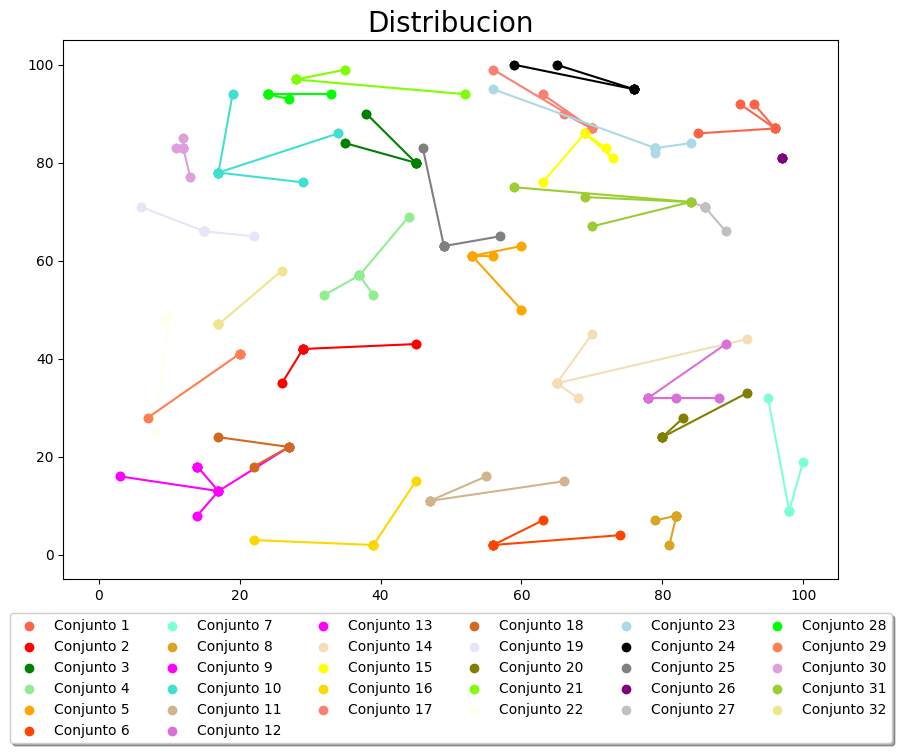 Distribucion
100
80
60
40
20
0
0 20 40 60 80 100
Conjunto 1 Conjunto 7 Conjunto 13 Conjunto 18 Conjunto 23 Conjunto 28
Conjunto 2 Conjunto 8 Conjunto 14 Conjunto 19 Conjunto 24 Conjunto 29
Conjunto 3 Conjunto 9 Conjunto 15 Conjunto 20 Conjunto 25 Conjunto 30
Conjunto 4 Conjunto 10 Conjunto 16 Conjunto 21 Conjunto 26 Conjunto 31
Conjunto 5 Conjunto 11 Conjunto 17 Conjunto 22 Conjunto 27 Conjunto 32
Conjunto 6 Conjunto 12